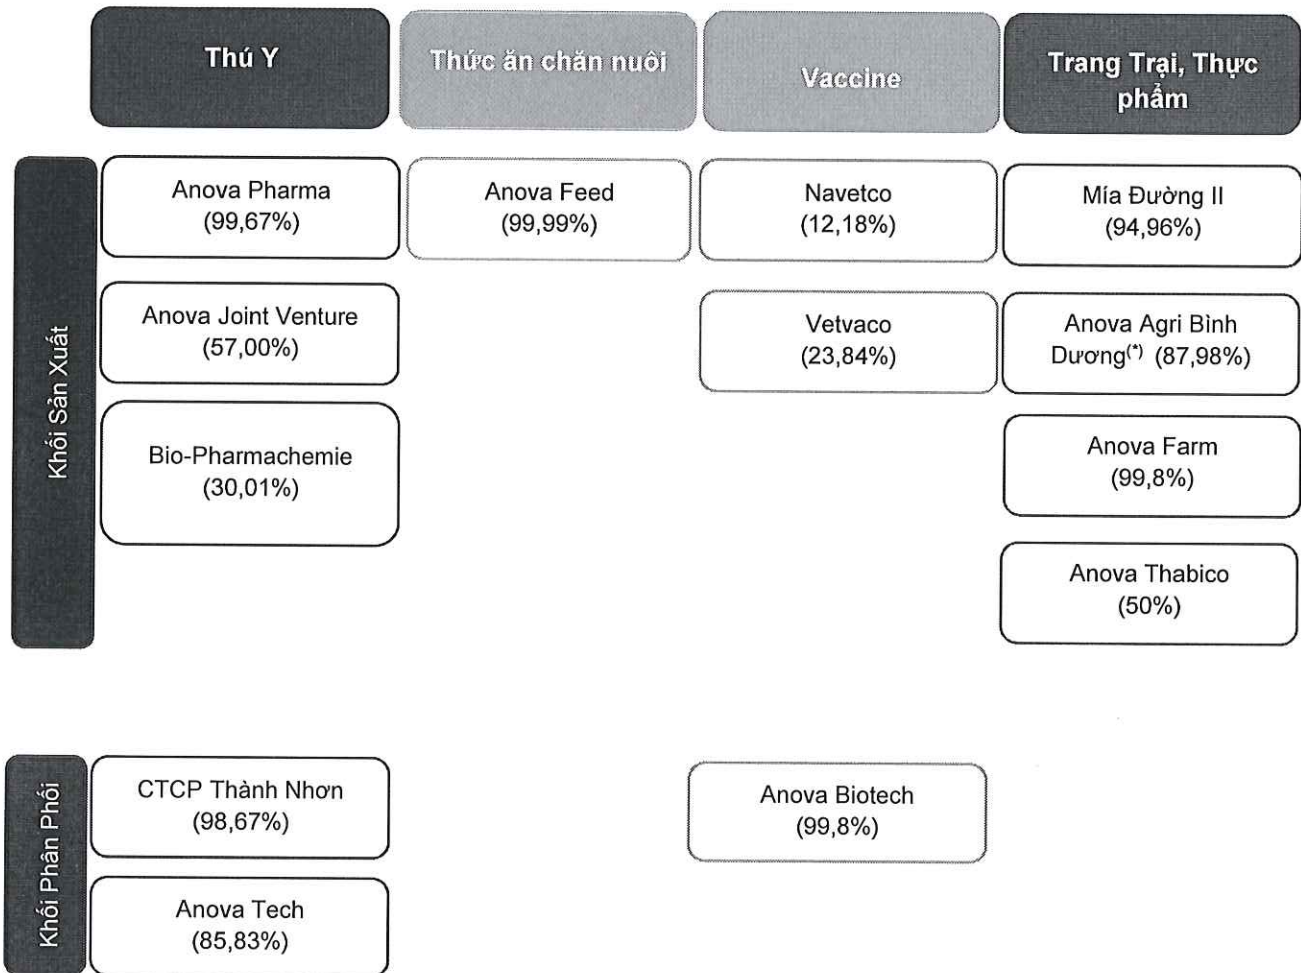 Thú Y
Thức ăn chăn nuôi
Vaccine
Trang Trại, Thực
phẩm
Khối Sản Xuất
Anova Pharma
(99,67%)
Anova Feed
(99,99%)
Navetco
(12,18%)
Mía Đường II
(94,96%)
Anova Joint Venture
(57,00%)
Vetvaco
(23,84%)
Anova Agri Bình
Dương(*) (87,98%)
Bio-Pharmachemie
(30,01%)
Anova Farm
(99,8%)
Anova Thabico
(50%)
Khối Phân Phối
CTCP Thành Nhơn
(98,67%)
Anova Biotech
(99,8%)
Anova Tech
(85,83%)